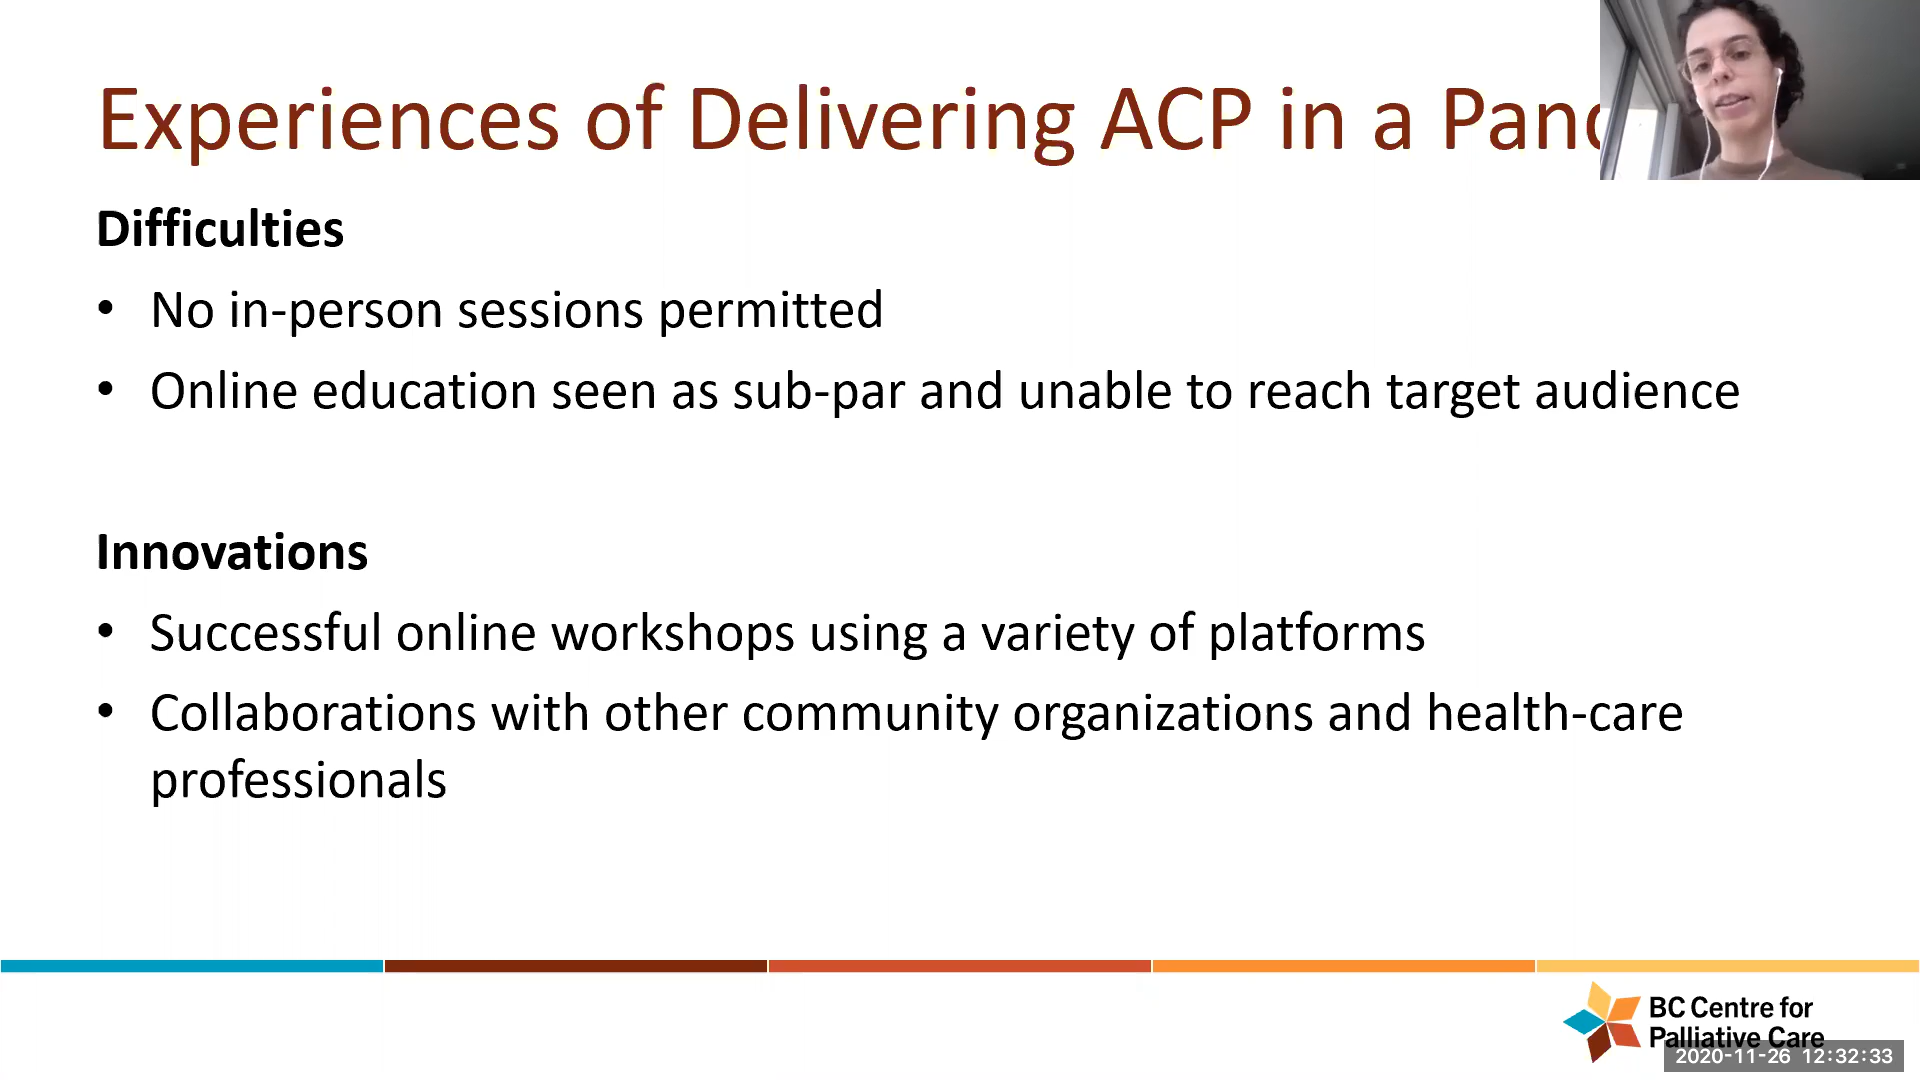 Experiences of Delivering ACP in a Pand
Difficulties
• No in-person sessions permitted
• Online education seen as sub-par and unable to reach target audience
Innovations
• Successful online workshops using a variety of platforms
• Collaborations with other community organizations and health-care
professionals
BC Centre for
Palliative Care
2020-11-26 12:32:33